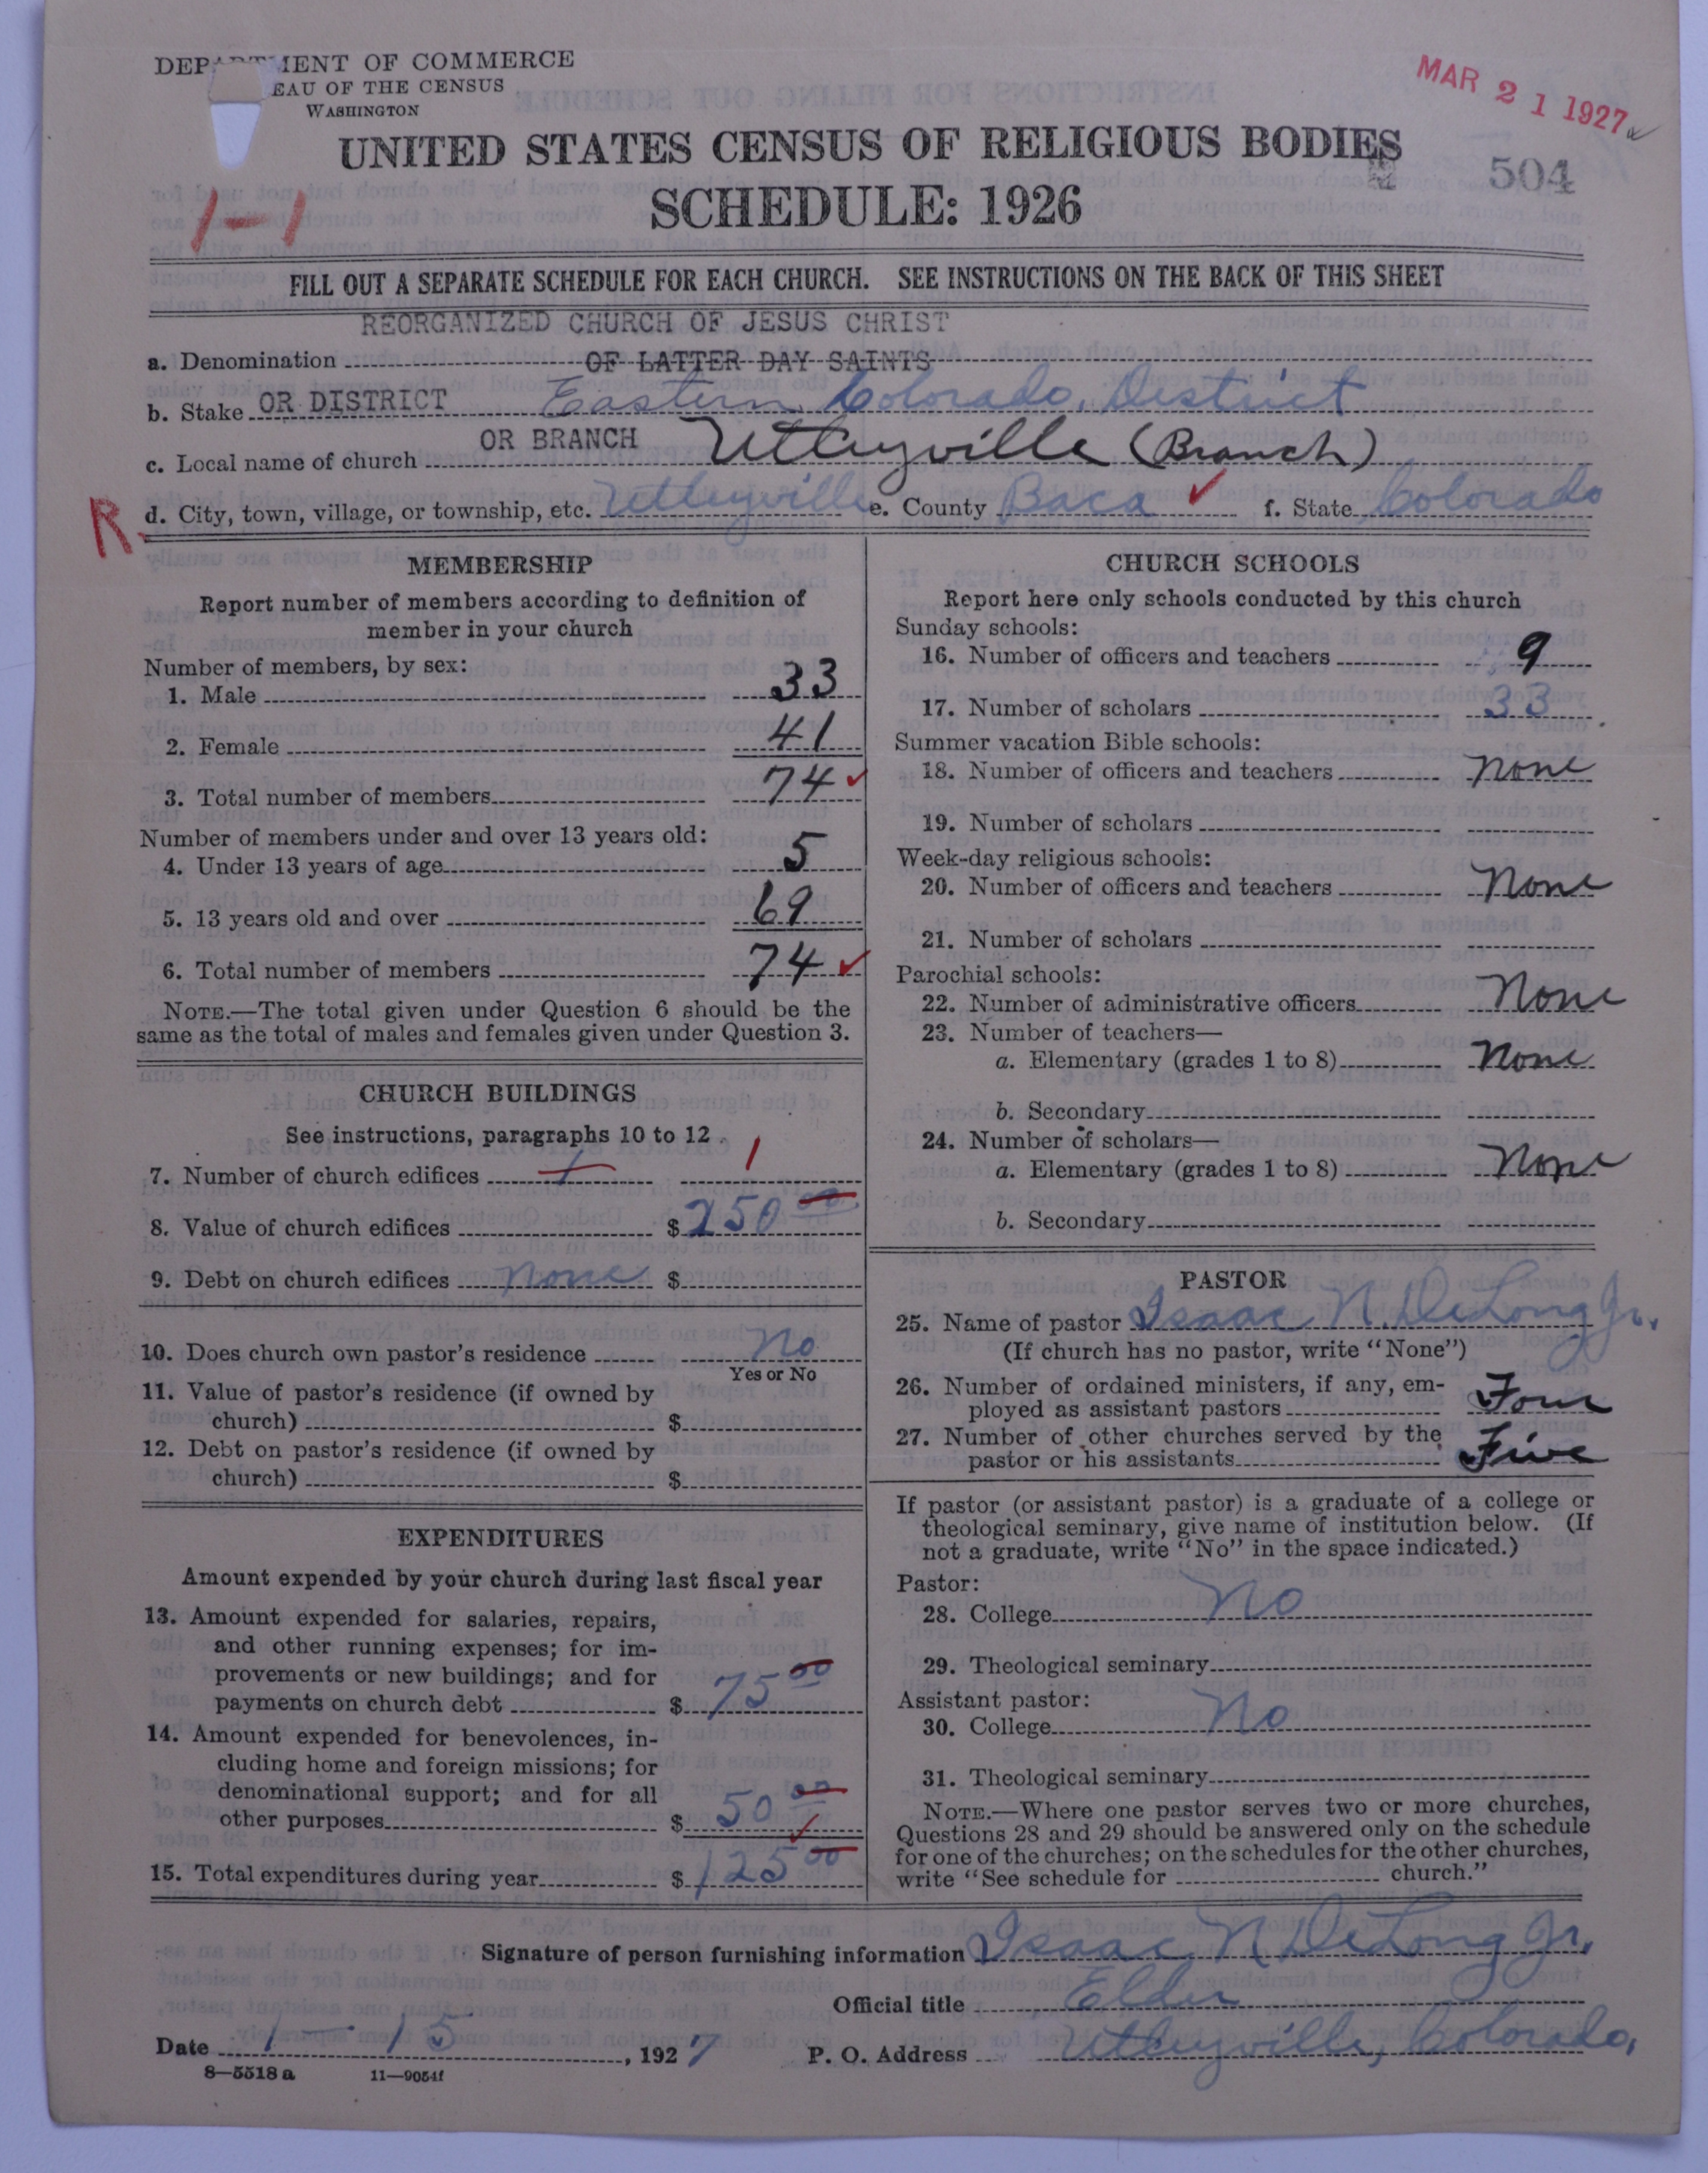 DEPARTMENT OF COMMERCE
EAU OF THE CENSUS
WASHINGTON
MAR 21 1927
UNITED STATES CENSUS OF RELIGIOUS BODIES
504
SCHEDULE: 1926
1-1
FILL OUT A SEPARATE SCHEDULE FOR EACH CHURCH. SEE INSTRUCTIONS ON THE BACK OF THIS SHEET
REORGANIZED CHURCH OF JESUS CHRIST
a. Denomination OF LATTER DAY SAINTS
b. Stake OR DISTRICT Eastern Colorado, District
OR BRANCH
c. Local name of church Utleyville (Branch)
R. d. City, town, village, or township, etc. Utleyville e. County Baca f. State Colorado
MEMBERSHIP
Report number of members according to definition of
member in your church
Number of members, by sex:
1. Male 33
2. Female 41
3. Total number of members 74
Number of members under and over 13 years old:
4. Under 13 years of age 5
5. 13 years old and over 69
6. Total number of members 74
NOTE.—The total given under Question 6 should be the
same as the total of males and females given under Question 3.
CHURCH BUILDINGS
See instructions, paragraphs 10 to 12
7. Number of church edifices 1 1
8. Value of church edifices $250 00
9. Debt on church edifices none $
10. Does church own pastor's residence No
Yes or No
11. Value of pastor's residence (if owned by
church) $
12. Debt on pastor's residence (if owned by
church) $
EXPENDITURES
Amount expended by your church during last fiscal year
13. Amount expended for salaries, repairs,
and other running expenses; for im-
provements or new buildings; and for
payments on church debt $ 75 00
14. Amount expended for benevolences, in-
cluding home and foreign missions; for
denominational support; and for all
other purposes $ 50 00
15. Total expenditures during year $ 125 00
CHURCH SCHOOLS
Report here only schools conducted by this church
Sunday schools:
16. Number of officers and teachers 9
17. Number of scholars 33
Summer vacation Bible schools:
18. Number of officers and teachers none
19. Number of scholars
Week-day religious schools:
20. Number of officers and teachers None
21. Number of scholars
Parochial schools:
22. Number of administrative officers None
23. Number of teachers—
a. Elementary (grades 1 to 8) None
b. Secondary
24. Number of scholars—
a. Elementary (grades 1 to 8) None
b. Secondary
PASTOR
25. Name of pastor Isaac N. DeLong Jr.
(If church has no pastor, write "None")
26. Number of ordained ministers, if any, em-
ployed as assistant pastors Four
27. Number of other churches served by the
pastor or his assistants Five
If pastor (or assistant pastor) is a graduate of a college or
theological seminary, give name of institution below. (If
not a graduate, write "No" in the space indicated.)
Pastor:
28. College No
29. Theological seminary
Assistant pastor:
30. College No
31. Theological seminary
NOTE.—Where one pastor serves two or more churches,
Questions 28 and 29 should be answered only on the schedule
for one of the churches; on the schedules for the other churches,
write "See schedule for church."
Signature of person furnishing information Isaac N DeLong Jr.
Official title Elder
Date 1 - 15, 1927 P. O. Address Utleyville, Colorado,
8—5518 a 11—9054f